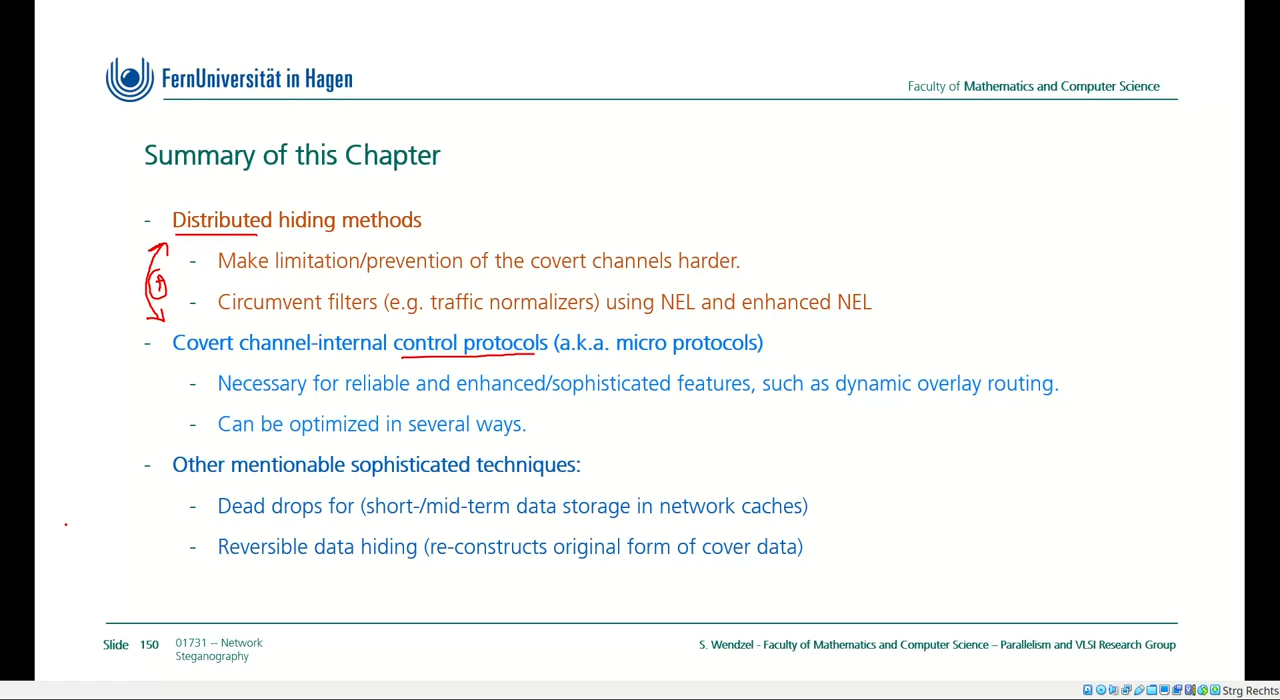 FernUniversität in Hagen
Faculty of Mathematics and Computer Science
Summary of this Chapter
- Distributed hiding methods
- Make limitation/prevention of the covert channels harder.
- Circumvent filters (e.g. traffic normalizers) using NEL and enhanced NEL
- Covert channel-internal control protocols (a.k.a. micro protocols)
- Necessary for reliable and enhanced/sophisticated features, such as dynamic overlay routing.
- Can be optimized in several ways.
- Other mentionable sophisticated techniques:
- Dead drops for (short-/mid-term data storage in network caches)
- Reversible data hiding (re-constructs original form of cover data)
Slide 150
01731 -- Network
Steganography
S. Wendzel - Faculty of Mathematics and Computer Science – Parallelism and VLSI Research Group
Strg Rechts